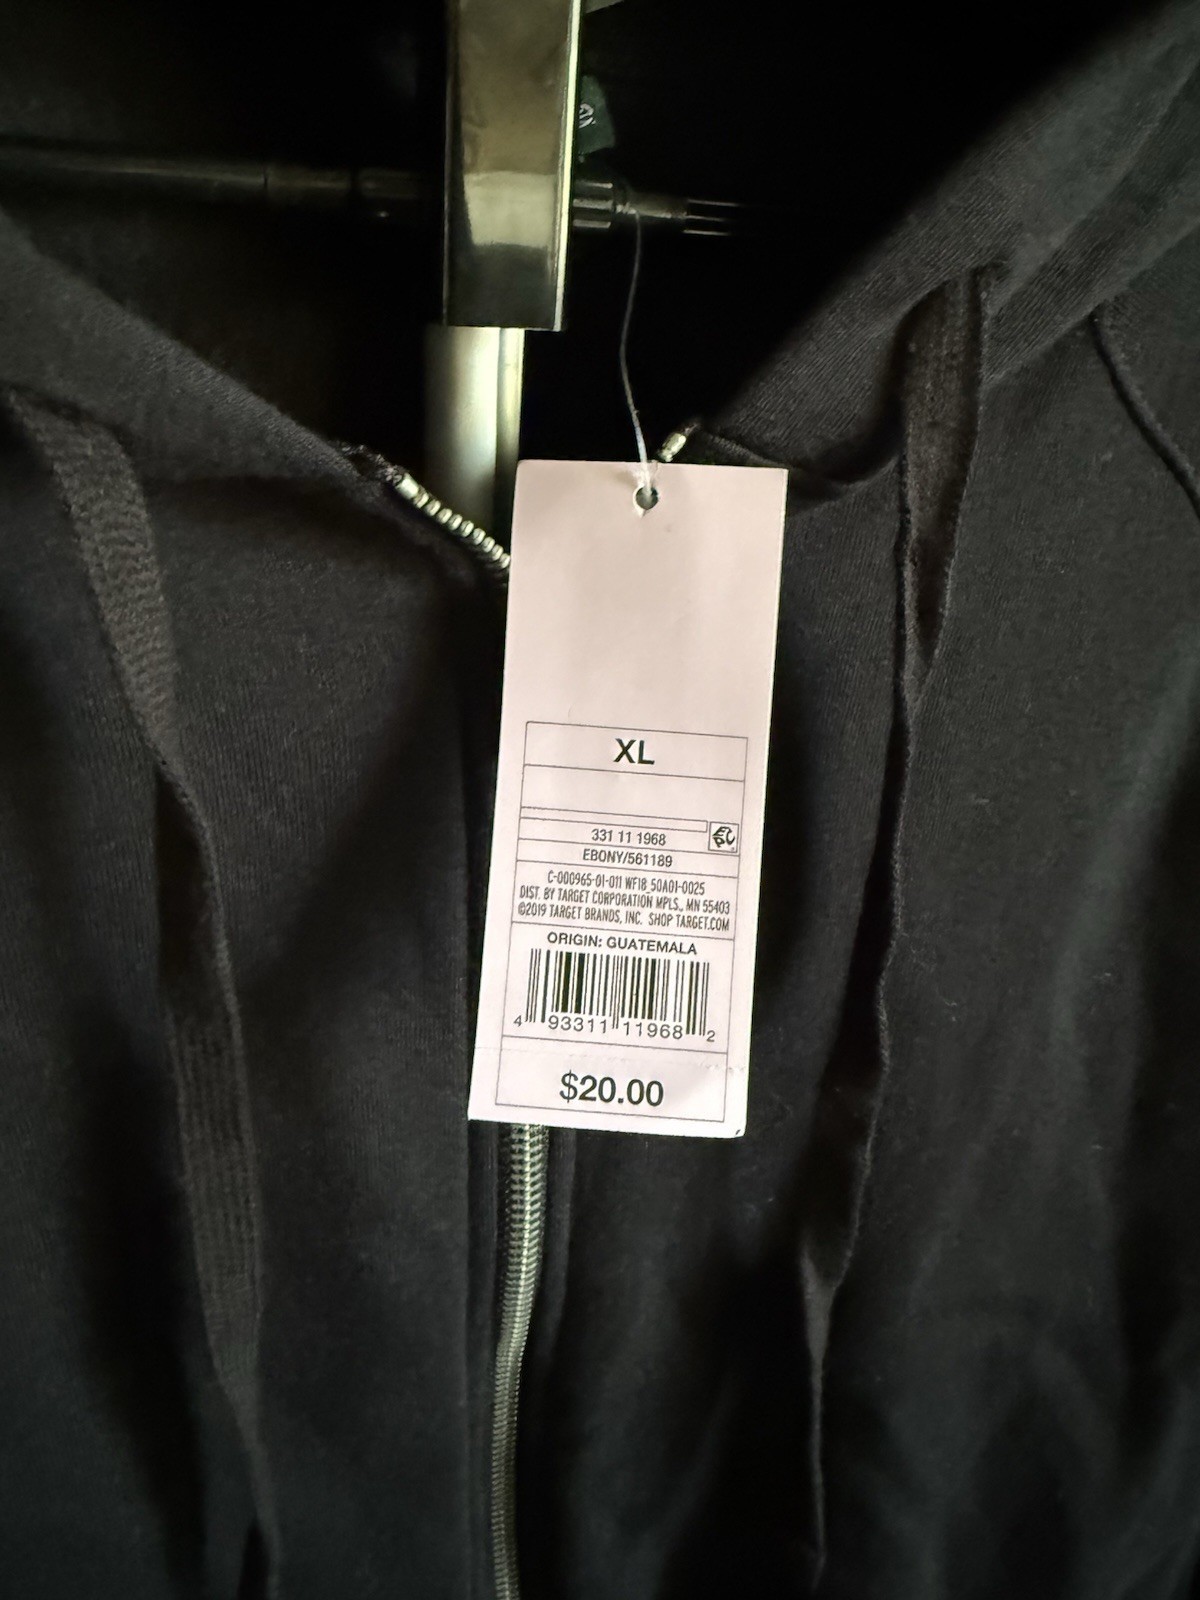 XL
331 11 1968
EBONY/561189
C-000965-01-011 WF18_50A01-0025
DIST. BY TARGET CORPORATION MPLS., MN 55403
©2019 TARGET BRANDS, INC. SHOP TARGET.COM
ORIGIN: GUATEMALA
4 93311 11968 2
$20.00